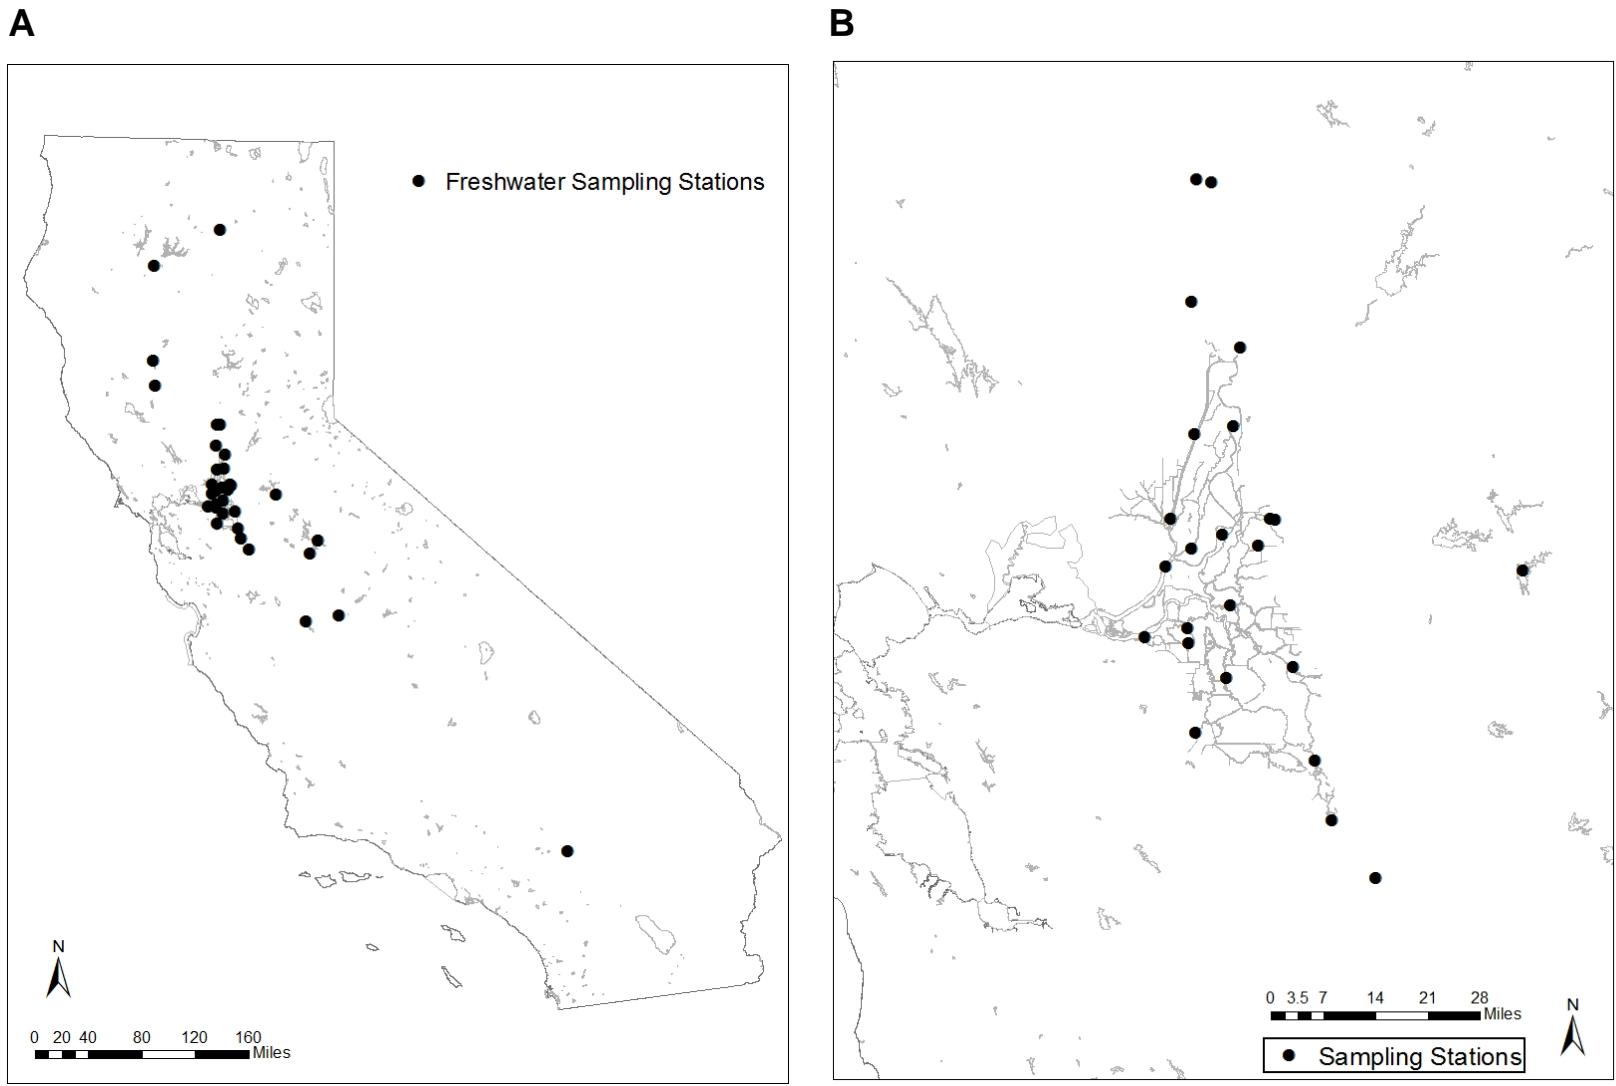 A
B
Freshwater Sampling Stations
N
0 20 40 80 120 160
Miles
0 3.5 7 14 21 28
Miles
N
Sampling Stations